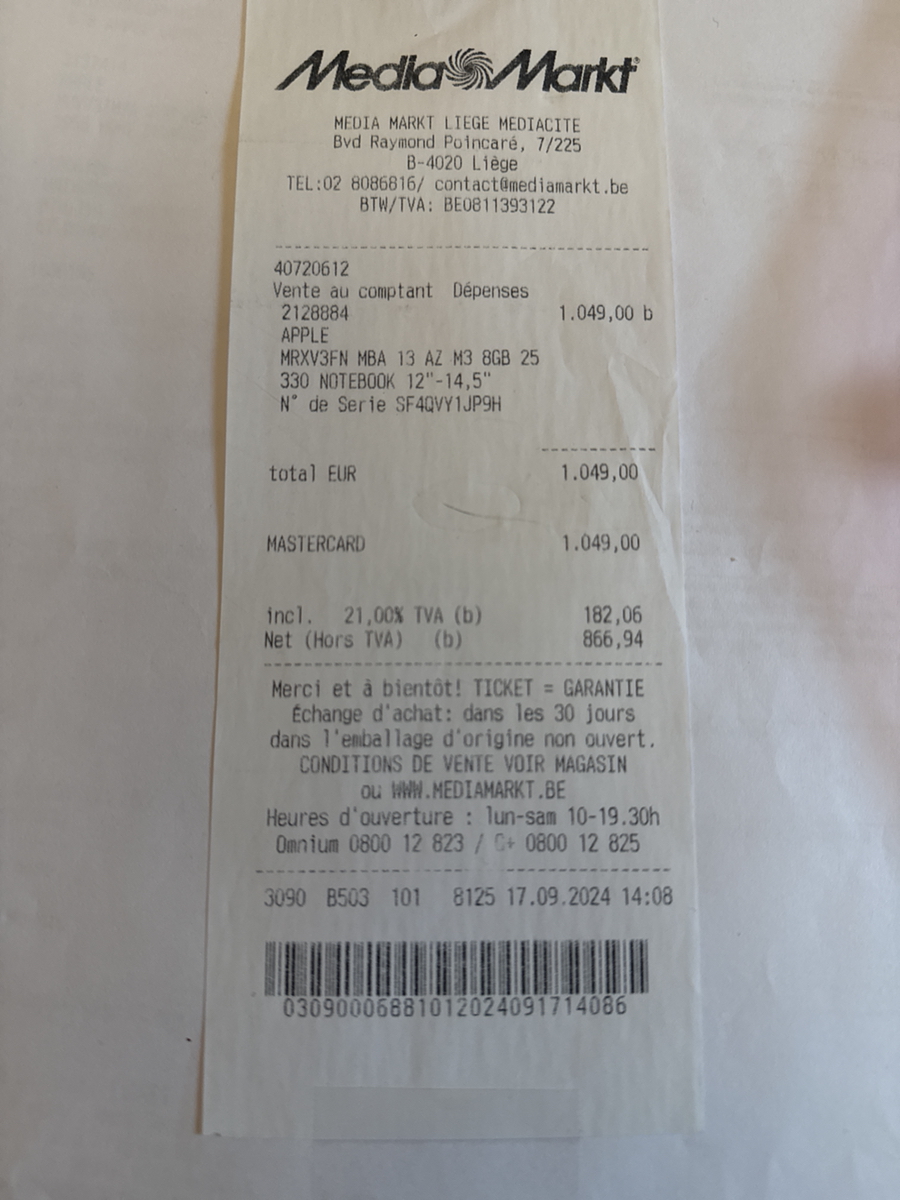 MediaMarkt
MEDIA MARKT LIEGE MEDIACITE
Bvd Raymond Poincaré, 7/225
B-4020 Liège
TEL:02 8086816/ contact@mediamarkt.be
BTW/TVA: BE0811393122
40720612
Vente au comptant Dépenses
2128884 1.049,00 b
APPLE
MRXV3FN MBA 13 AZ M3 8GB 25
330 NOTEBOOK 12"-14,5"
N° de Serie SF4QVY1JP9H
total EUR 1.049,00
MASTERCARD 1.049,00
incl. 21,00% TVA (b) 182,06
Net (Hors TVA) (b) 866,94
Merci et à bientôt! TICKET = GARANTIE
Échange d'achat: dans les 30 jours
dans l'emballage d'origine non ouvert.
CONDITIONS DE VENTE VOIR MAGASIN
ou WWW.MEDIAMARKT.BE
Heures d'ouverture : lun-sam 10-19.30h
Omnium 0800 12 823 / C+ 0800 12 825
3090 B503 101 8125 17.09.2024 14:08
03090006881012024091714086